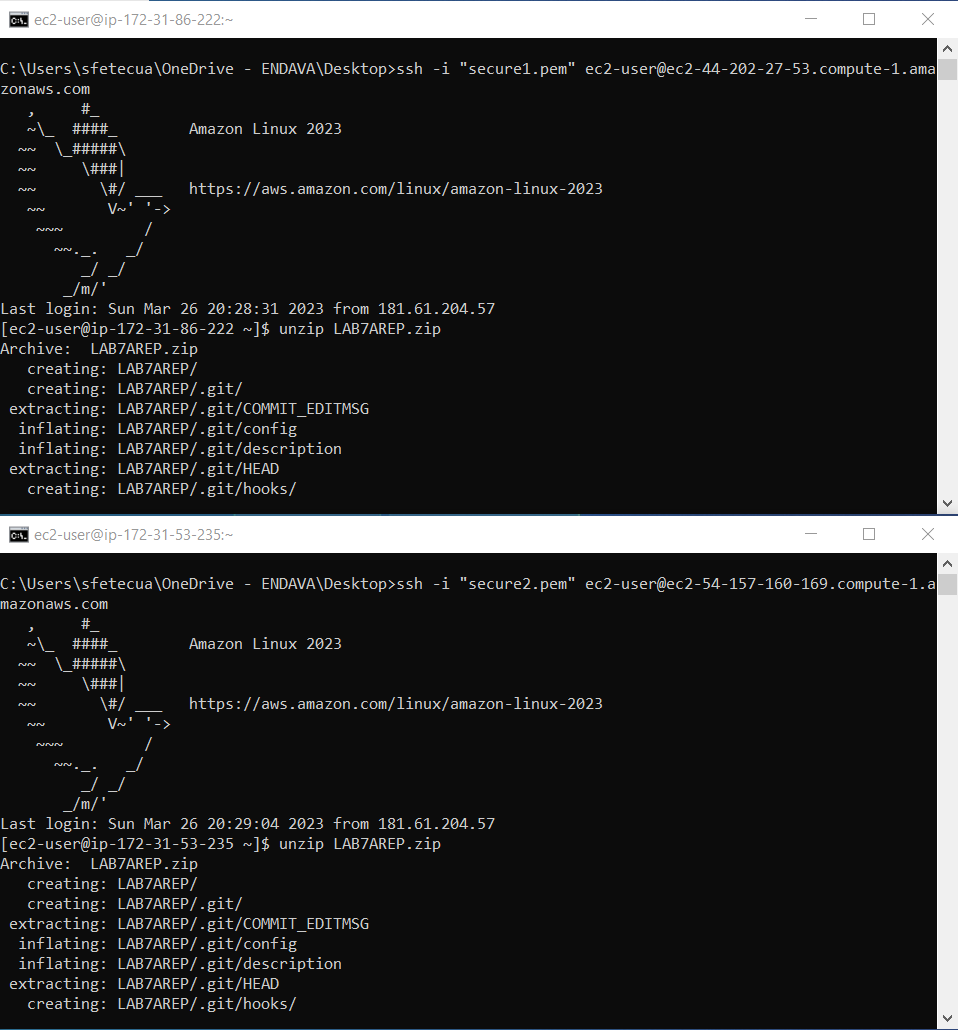 ec2-user@ip-172-31-86-222:~
C:\Users\sfetecua\OneDrive - ENDAVA\Desktop>ssh -i "secure1.pem" ec2-user@ec2-44-202-27-53.compute-1.ama
zonaws.com
   ,     #_
   ~\_  ####_        Amazon Linux 2023
  ~~  \_#####\
  ~~     \###|
  ~~       \#/ ___   https://aws.amazon.com/linux/amazon-linux-2023
   ~~       V~' '->
    ~~~         /
      ~~._.   _/
         _/ _/
       _/m/'
Last login: Sun Mar 26 20:28:31 2023 from 181.61.204.57
[ec2-user@ip-172-31-86-222 ~]$ unzip LAB7AREP.zip
Archive:  LAB7AREP.zip
   creating: LAB7AREP/
   creating: LAB7AREP/.git/
 extracting: LAB7AREP/.git/COMMIT_EDITMSG
  inflating: LAB7AREP/.git/config
  inflating: LAB7AREP/.git/description
 extracting: LAB7AREP/.git/HEAD
   creating: LAB7AREP/.git/hooks/
ec2-user@ip-172-31-53-235:~
C:\Users\sfetecua\OneDrive - ENDAVA\Desktop>ssh -i "secure2.pem" ec2-user@ec2-54-157-160-169.compute-1.a
mazonaws.com
   ,     #_
   ~\_  ####_        Amazon Linux 2023
  ~~  \_#####\
  ~~     \###|
  ~~       \#/ ___   https://aws.amazon.com/linux/amazon-linux-2023
   ~~       V~' '->
    ~~~         /
      ~~._.   _/
         _/ _/
       _/m/'
Last login: Sun Mar 26 20:29:04 2023 from 181.61.204.57
[ec2-user@ip-172-31-53-235 ~]$ unzip LAB7AREP.zip
Archive:  LAB7AREP.zip
   creating: LAB7AREP/
   creating: LAB7AREP/.git/
 extracting: LAB7AREP/.git/COMMIT_EDITMSG
  inflating: LAB7AREP/.git/config
  inflating: LAB7AREP/.git/description
 extracting: LAB7AREP/.git/HEAD
   creating: LAB7AREP/.git/hooks/